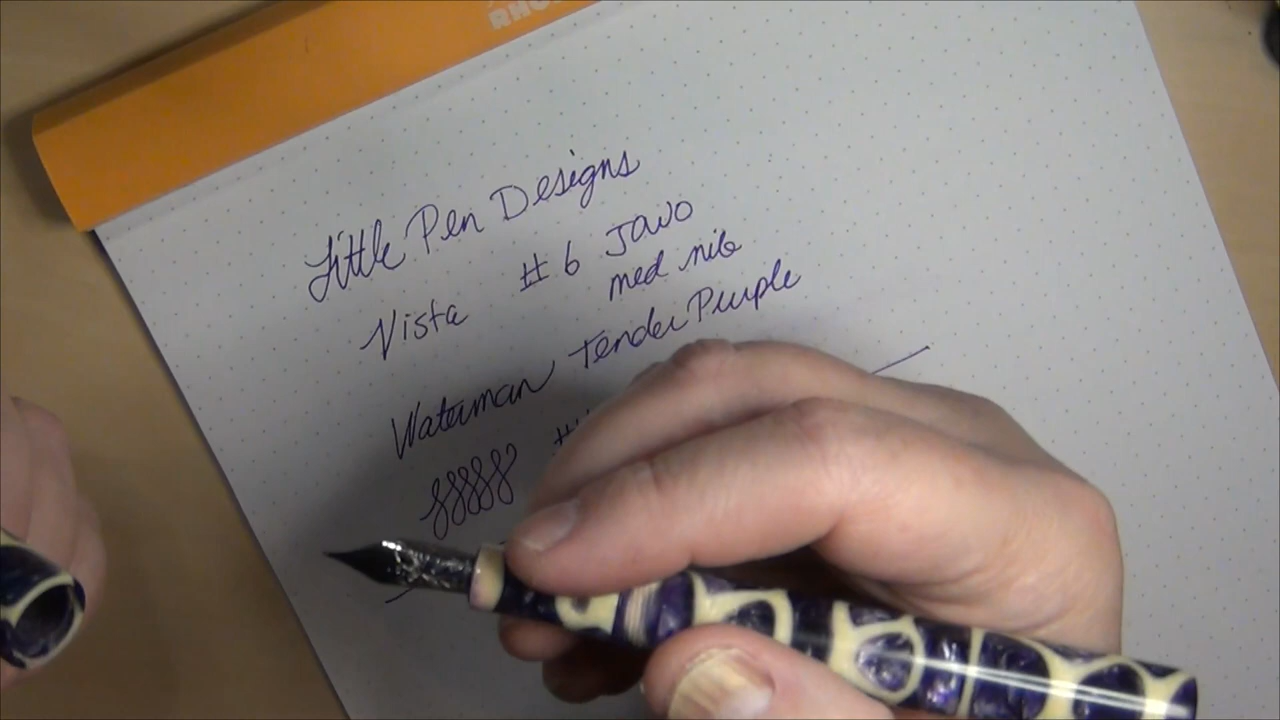 Little Pen Designs
Vista #6 JOWO
med nib
Waterman Tender Purple